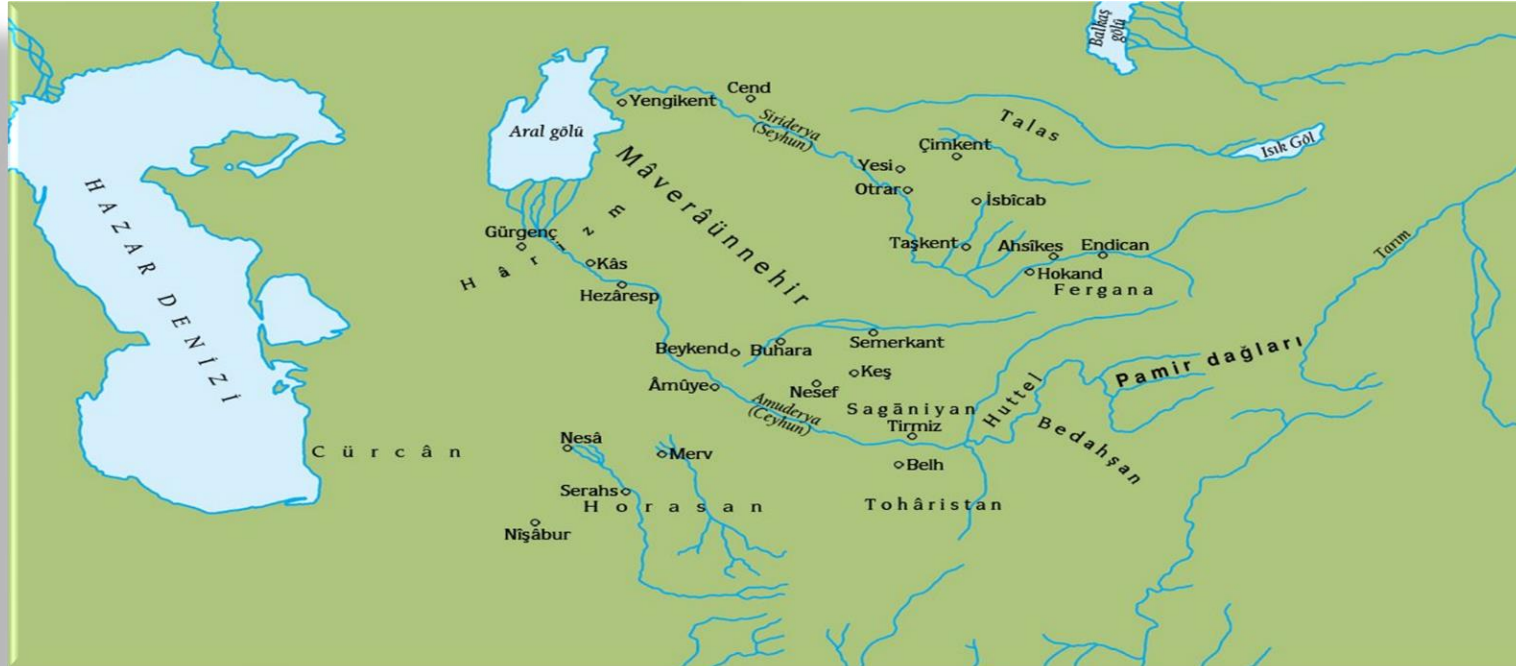 Balkaş
gölü
Cend
Yengikent
Aral gölü
Sirideryа
(Seyhun)
Talas
Çimkent
Isık Göl
Yesi
Otrar
Mâverâünnehir
İsbîcab
HAZAR DENİZİ
Gürgenç
Hârizm
Kâs
Hezâresp
Taşkent
Ahsîkes
Endican
Hokand
Fergana
Tarım
Beykend
Buhara
Semerkant
Keş
Nesef
Âmûye
Amuderya
(Ceyhun)
Sagāniyan
Tirmiz
Huttel
Pamir dağları
Bedahşan
Cürcân
Nesâ
Merv
Belh
Serahs
Horasan
Tohâristan
Nîşâbur